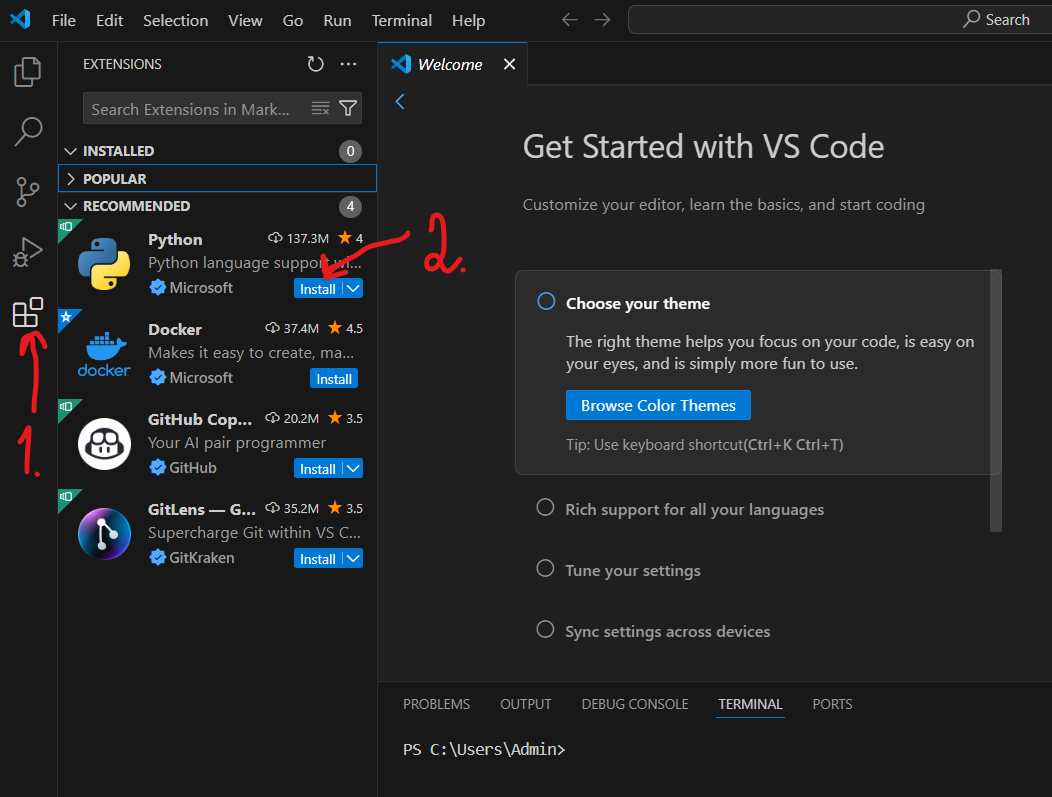 File Edit Selection View Go Run Terminal Help Search
EXTENSIONS
Search Extensions in Mark...
INSTALLED 0
POPULAR
RECOMMENDED 4
Python 137.3M 4
Python language support wi...
Microsoft Install
2.
Docker 37.4M 4.5
Makes it easy to create, ma...
docker
Microsoft Install
1.
GitHub Cop... 20.2M 3.5
Your AI pair programmer
GitHub Install
GitLens — G... 35.2M 3.5
Supercharge Git within VS C...
GitKraken Install
Welcome
Get Started with VS Code
Customize your editor, learn the basics, and start coding
Choose your theme
The right theme helps you focus on your code, is easy on
your eyes, and is simply more fun to use.
Browse Color Themes
Tip: Use keyboard shortcut(Ctrl+K Ctrl+T)
Rich support for all your languages
Tune your settings
Sync settings across devices
PROBLEMS OUTPUT DEBUG CONSOLE TERMINAL PORTS
PS C:\Users\Admin>